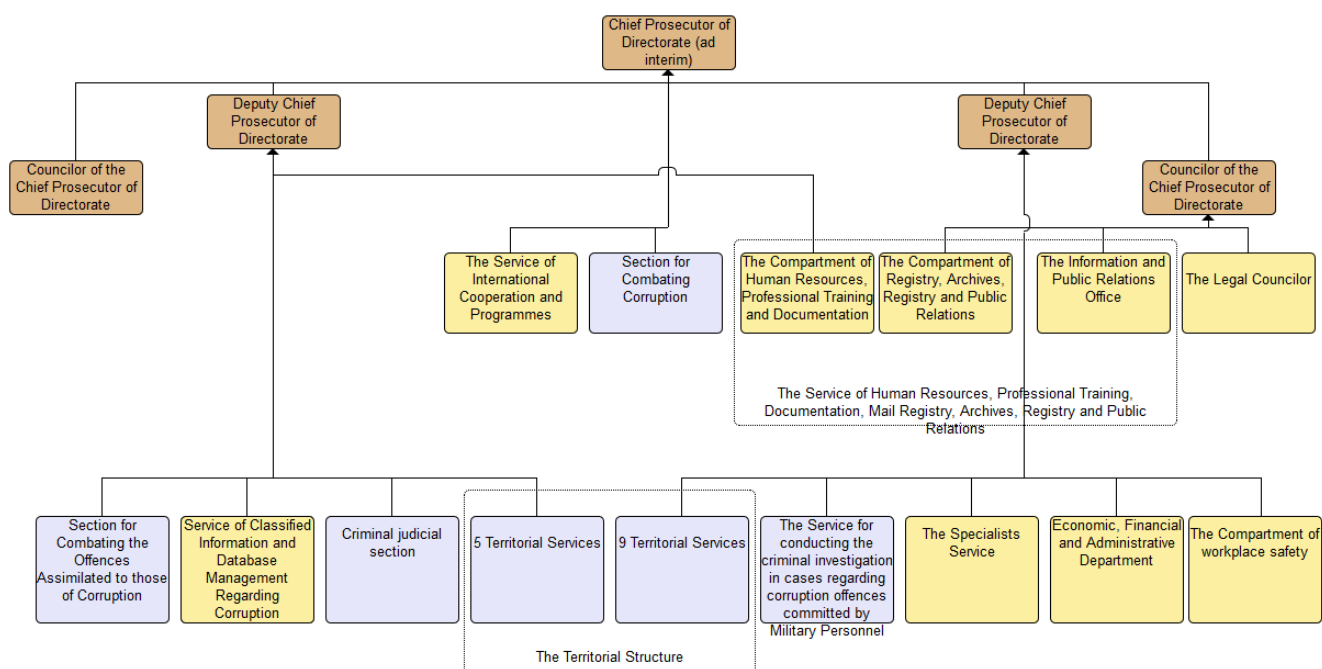 Chief Prosecutor of
Directorate (ad
interim)
Deputy Chief
Prosecutor of
Directorate
Deputy Chief
Prosecutor of
Directorate
Councilor of the
Chief Prosecutor of
Directorate
Councilor of the
Chief Prosecutor of
Directorate
The Service of
International
Cooperation and
Programmes
Section for
Combating
Corruption
The Compartment of
Human Resources,
Professional Training
and Documentation
The Compartment of
Registry, Archives,
Registry and Public
Relations
The Information and
Public Relations
Office
The Legal Councilor
The Service of Human Resources, Professional Training,
Documentation, Mail Registry, Archives, Registry and Public
Relations
Section for
Combating the
Offences
Assimilated to those
of Corruption
Service of Classified
Information and
Database
Management
Regarding
Corruption
Criminal judicial
section
5 Territorial Services
9 Territorial Services
The Service for
conducting the
criminal investigation
in cases regarding
corruption offences
committed by
Military Personnel
The Specialists
Service
Economic, Financial
and Administrative
Department
The Compartment of
workplace safety
The Territorial Structure